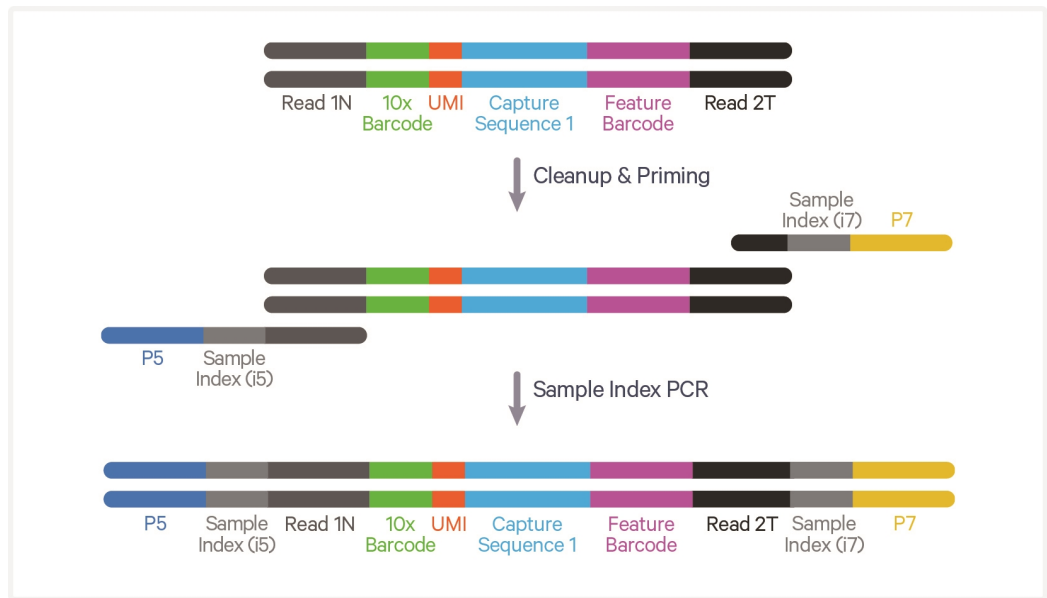 Read 1N 10x UMI Capture Feature Read 2T
Barcode Sequence 1 Barcode
Cleanup & Priming
Sample
Index (i7) P7
P5 Sample
Index (i5)
Sample Index PCR
P5 Sample Read 1N 10x UMI Capture Feature Read 2T Sample P7
Index (i5) Barcode Sequence 1 Barcode Index (i7)